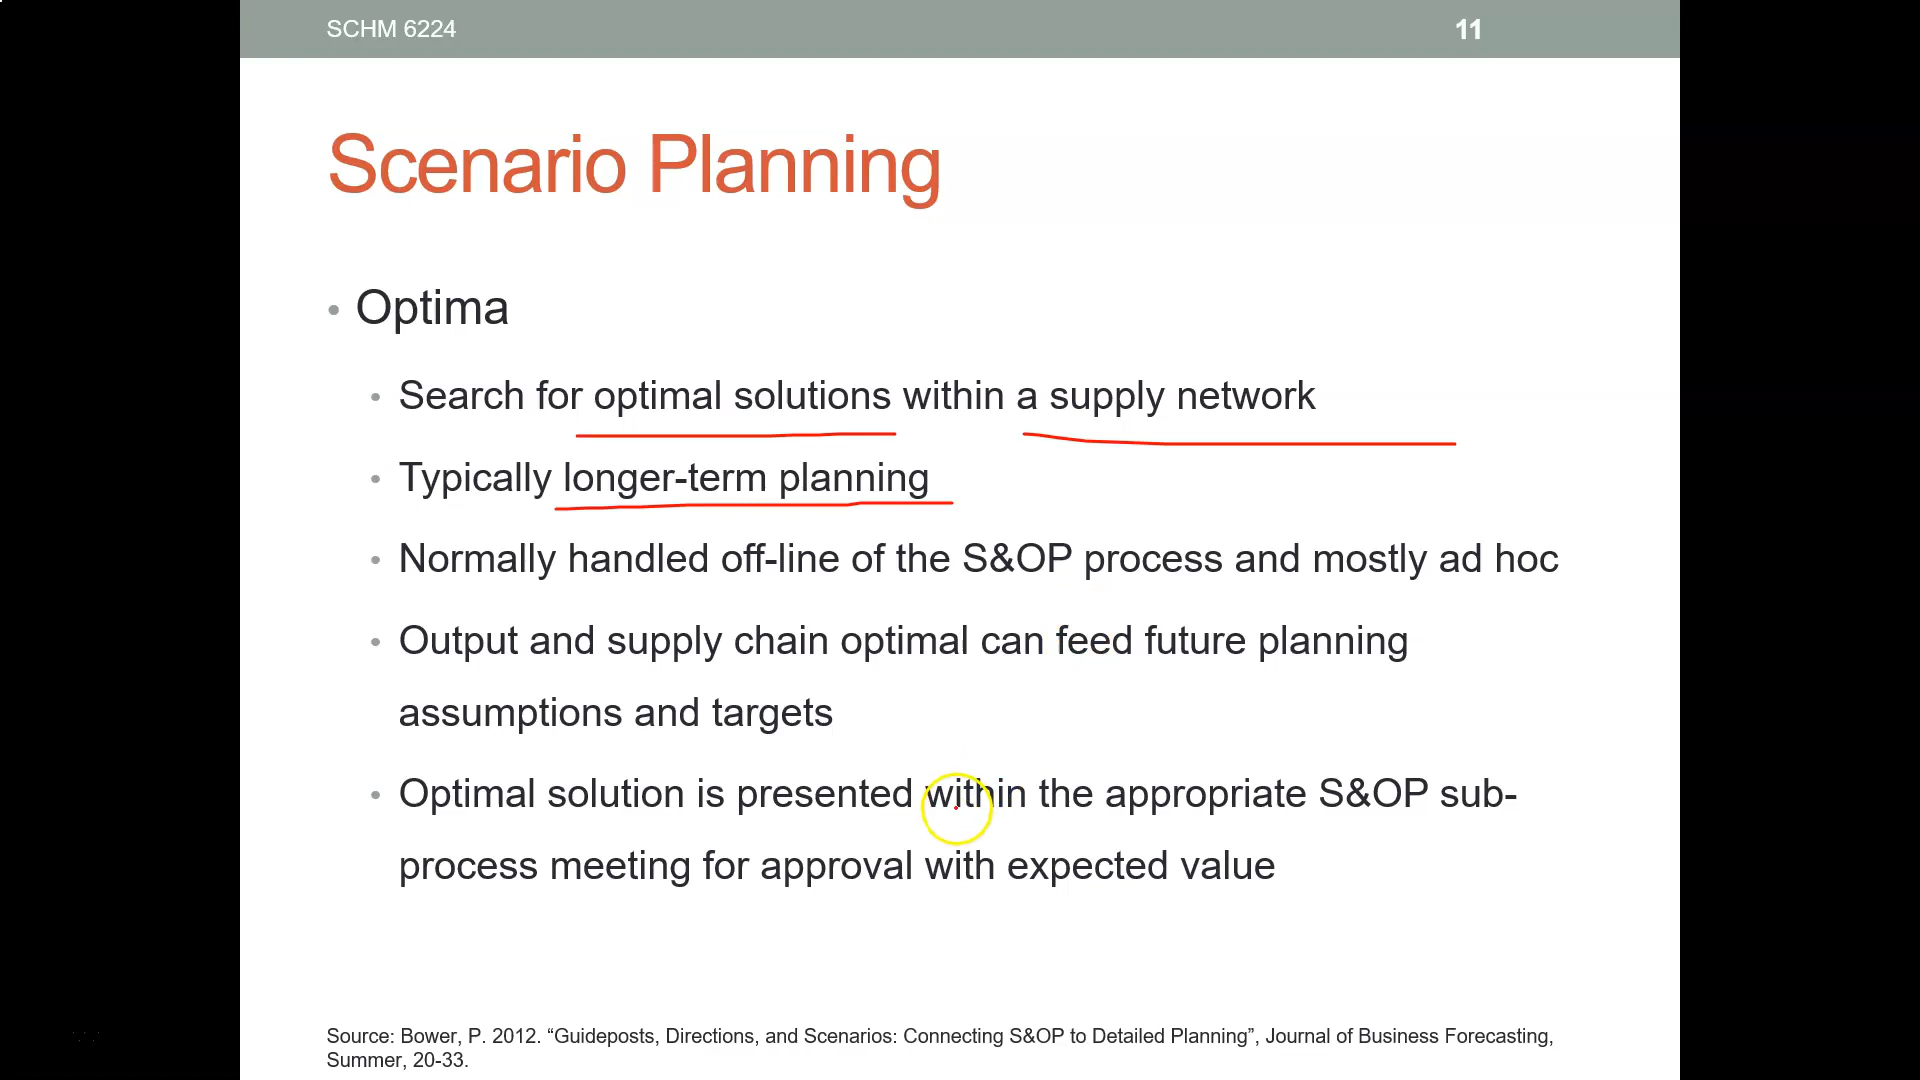 SCHM 6224
11
Scenario Planning
• Optima
• Search for optimal solutions within a supply network
• Typically longer-term planning
• Normally handled off-line of the S&OP process and mostly ad hoc
• Output and supply chain optimal can feed future planning
assumptions and targets
• Optimal solution is presented within the appropriate S&OP sub-
process meeting for approval with expected value
Source: Bower, P. 2012. “Guideposts, Directions, and Scenarios: Connecting S&OP to Detailed Planning”, Journal of Business Forecasting,
Summer, 20-33.